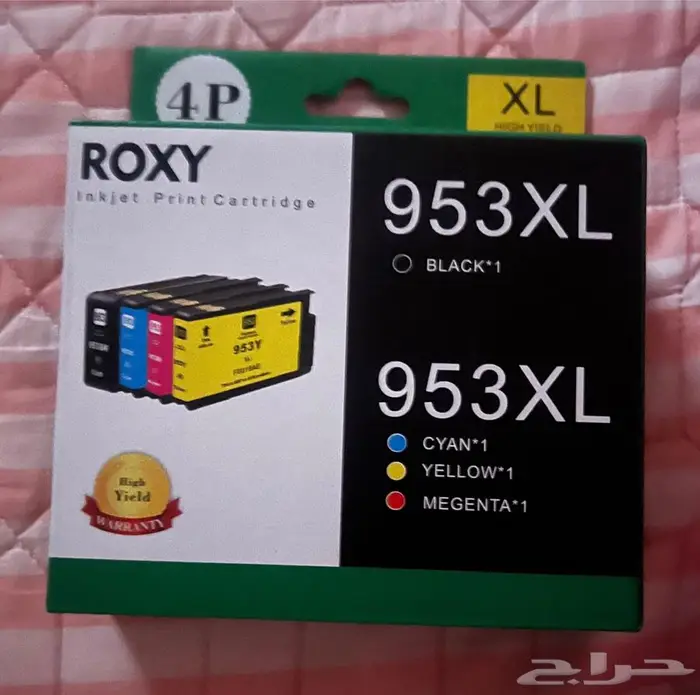 4P
XL
HIGH YIELD
ROXY
Inkjet Print Cartridge
953XL
BLACK*1
953Y
XL
953XL
CYAN*1
YELLOW*1
MEGENTA*1
High
Yield
WARRANTY
حراج